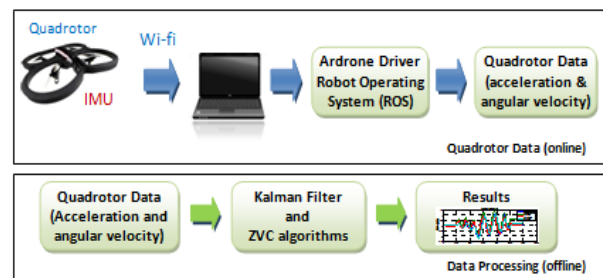 Quadrotor
Wi-fi
IMU
Ardrone Driver
Robot Operating
System (ROS)
Quadrotor Data
(acceleration &
angular velocity)
Quadrotor Data (online)
Quadrotor Data
(Acceleration and
angular velocity)
Kalman Filter
and
ZVC algorithms
Results
Data Processing (offline)